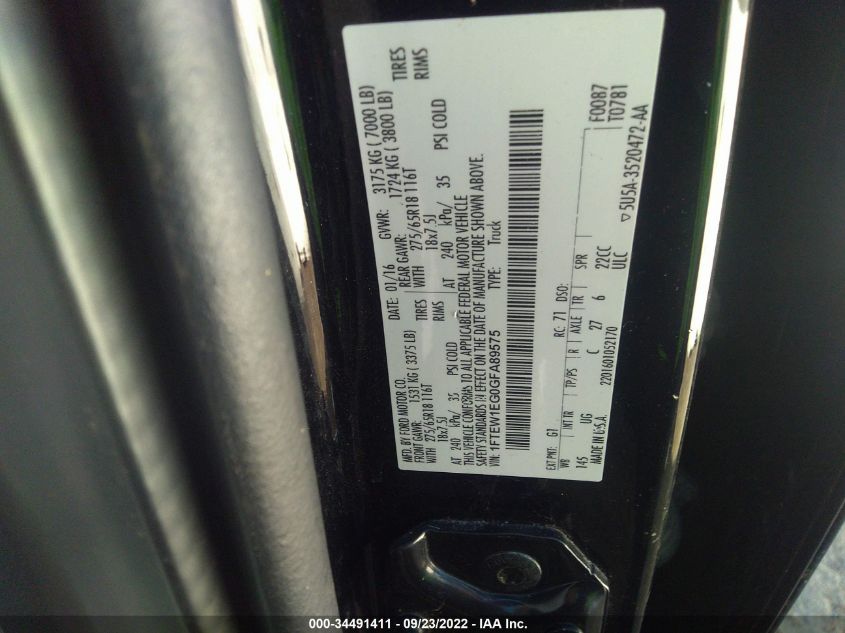 MFD. BY FORD MOTOR CO.
DATE: 01/16 GVWR: 3175 KG ( 7000 LB)
FRONT GAWR: 1531 KG ( 3375 LB) REAR GAWR: 1724 KG ( 3800 LB)
WITH 275/65R18 116T TIRES WITH 275/65R18 116T TIRES
18x7.5J RIMS 18x7.5J RIMS
AT 240 kPa/ 35 PSI COLD AT 240 kPa/ 35 PSI COLD
THIS VEHICLE CONFORMS TO ALL APPLICABLE FEDERAL MOTOR VEHICLE
SAFETY STANDARDS IN EFFECT ON THE DATE OF MANUFACTURE SHOWN ABOVE.
VIN: 1FTEW1EG0GFA89575 TYPE: Truck
EXT PNT: G1 RC: 71 DSO: F0087
WB INT TR TP/PS R AXLE TR SPR T0781
145 UG C 27 6 22CC
MADE IN U.S.A. 2201601052170 ULC
▽5U5A-3520472-AA
000-34491411 - 09/23/2022 - IAA Inc.